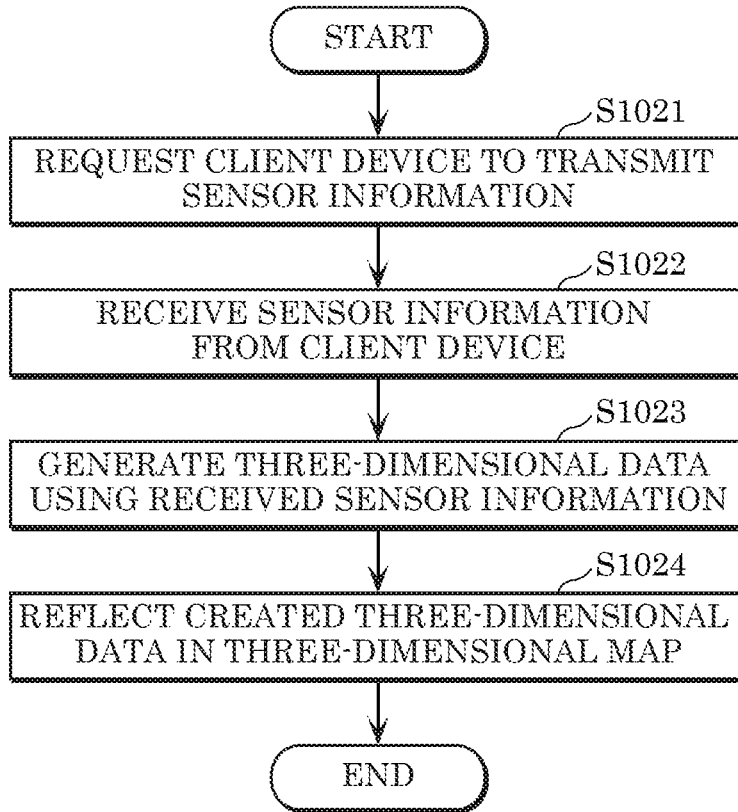 START
S1021
REQUEST CLIENT DEVICE TO TRANSMIT
SENSOR INFORMATION
S1022
RECEIVE SENSOR INFORMATION
FROM CLIENT DEVICE
S1023
GENERATE THREE-DIMENSIONAL DATA
USING RECEIVED SENSOR INFORMATION
S1024
REFLECT CREATED THREE-DIMENSIONAL
DATA IN THREE-DIMENSIONAL MAP
END